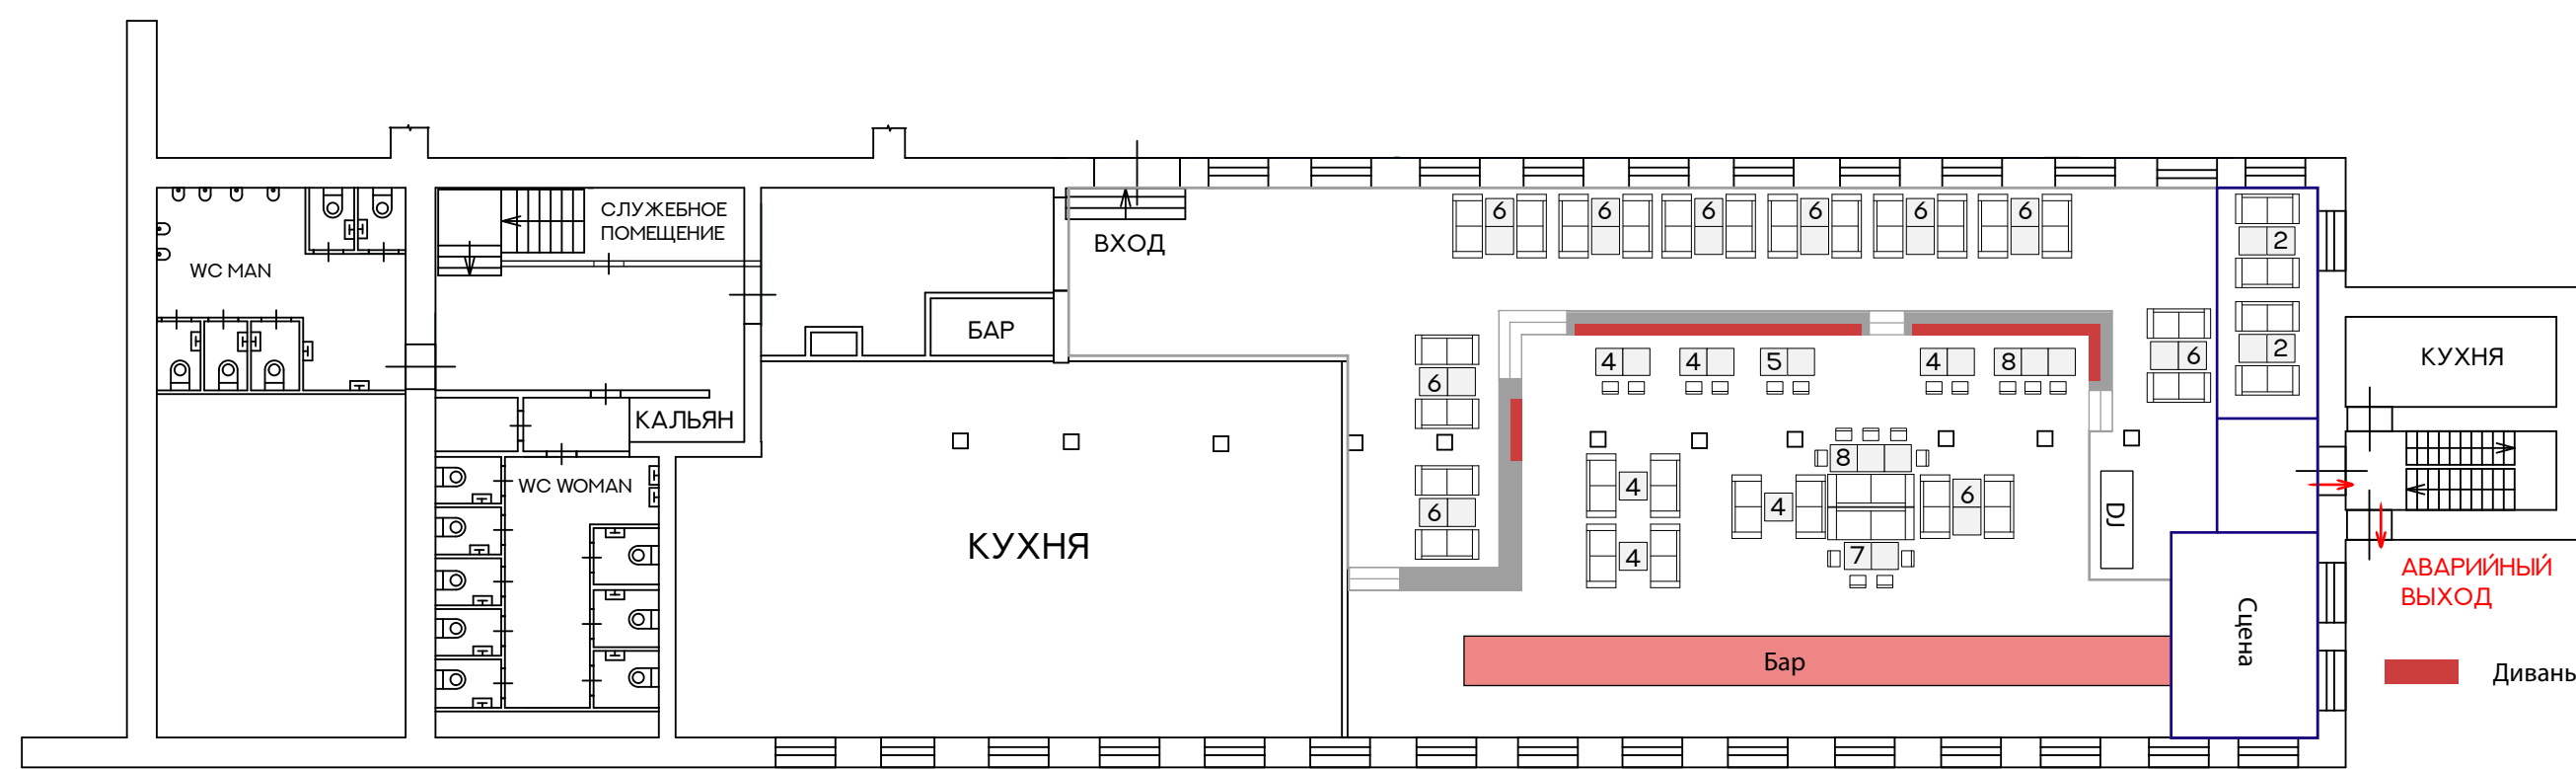 СЛУЖЕБНОЕ
ПОМЕЩЕНИЕ
WC MAN
ВХОД
6 6 6 6 6 6
2
БАР
2
6
КУХНЯ
4 4 5 4 8
6
КАЛЬЯН
8
WC WOMAN
4 4 6
6
DJ
КУХНЯ
4 7
АВАРИЙНЫЙ
ВЫХОД
Сцена
Бар
Диваны